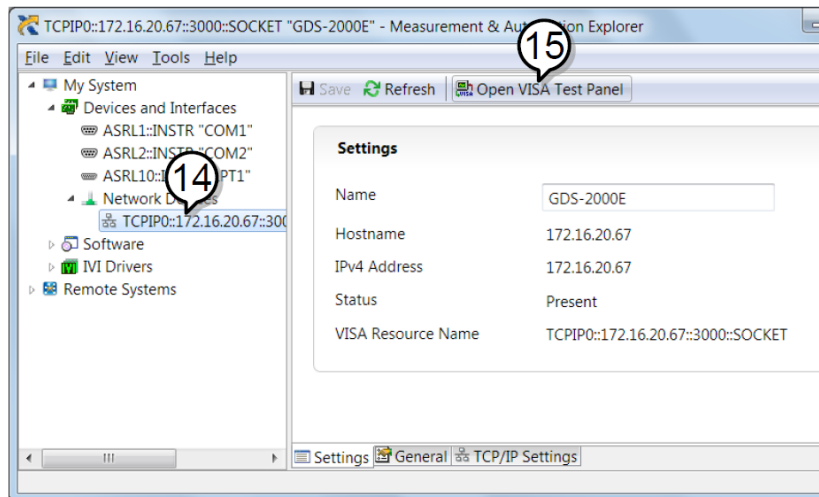 TCPIP0::172.16.20.67::3000::SOCKET "GDS-2000E" - Measurement & Au ion Explorer
15
File Edit View Tools Help
My System
Save Refresh Open VISA Test Panel
Devices and Interfaces
ASRL1::INSTR "COM1"
ASRL2::INSTR "COM2"
ASRL10::I PT1"
14
Network De es
TCPIP0::172.16.20.67::300
Software
IVI Drivers
Remote Systems
Settings
Name GDS-2000E
Hostname 172.16.20.67
IPv4 Address 172.16.20.67
Status Present
VISA Resource Name TCPIP0::172.16.20.67::3000::SOCKET
Settings General TCP/IP Settings